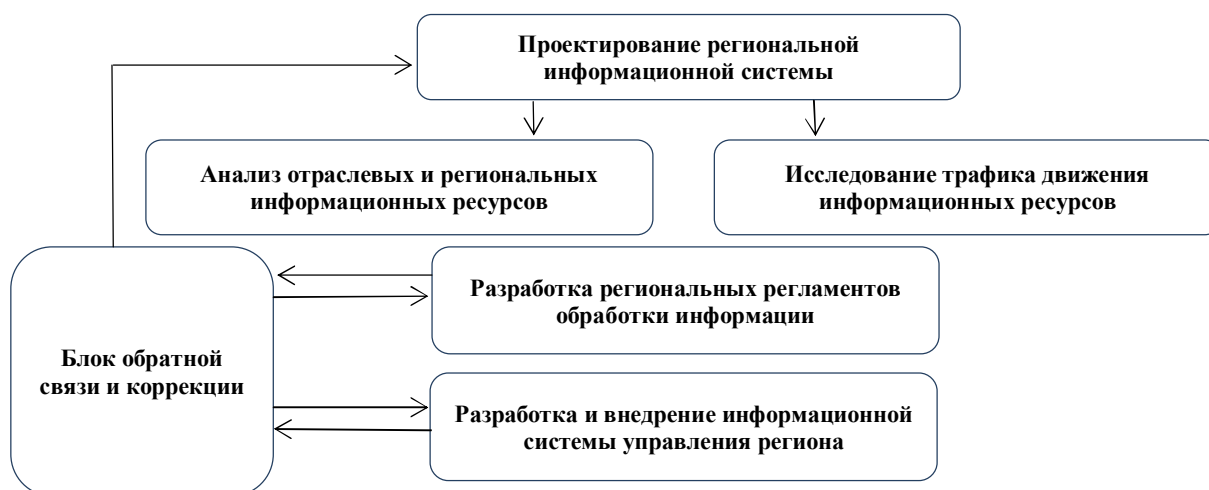 Проектирование региональной
информационной системы
Анализ отраслевых и региональных
информационных ресурсов
Исследование трафика движения
информационных ресурсов
Разработка региональных регламентов
обработки информации
Блок обратной
связи и коррекции
Разработка и внедрение информационной
системы управления региона